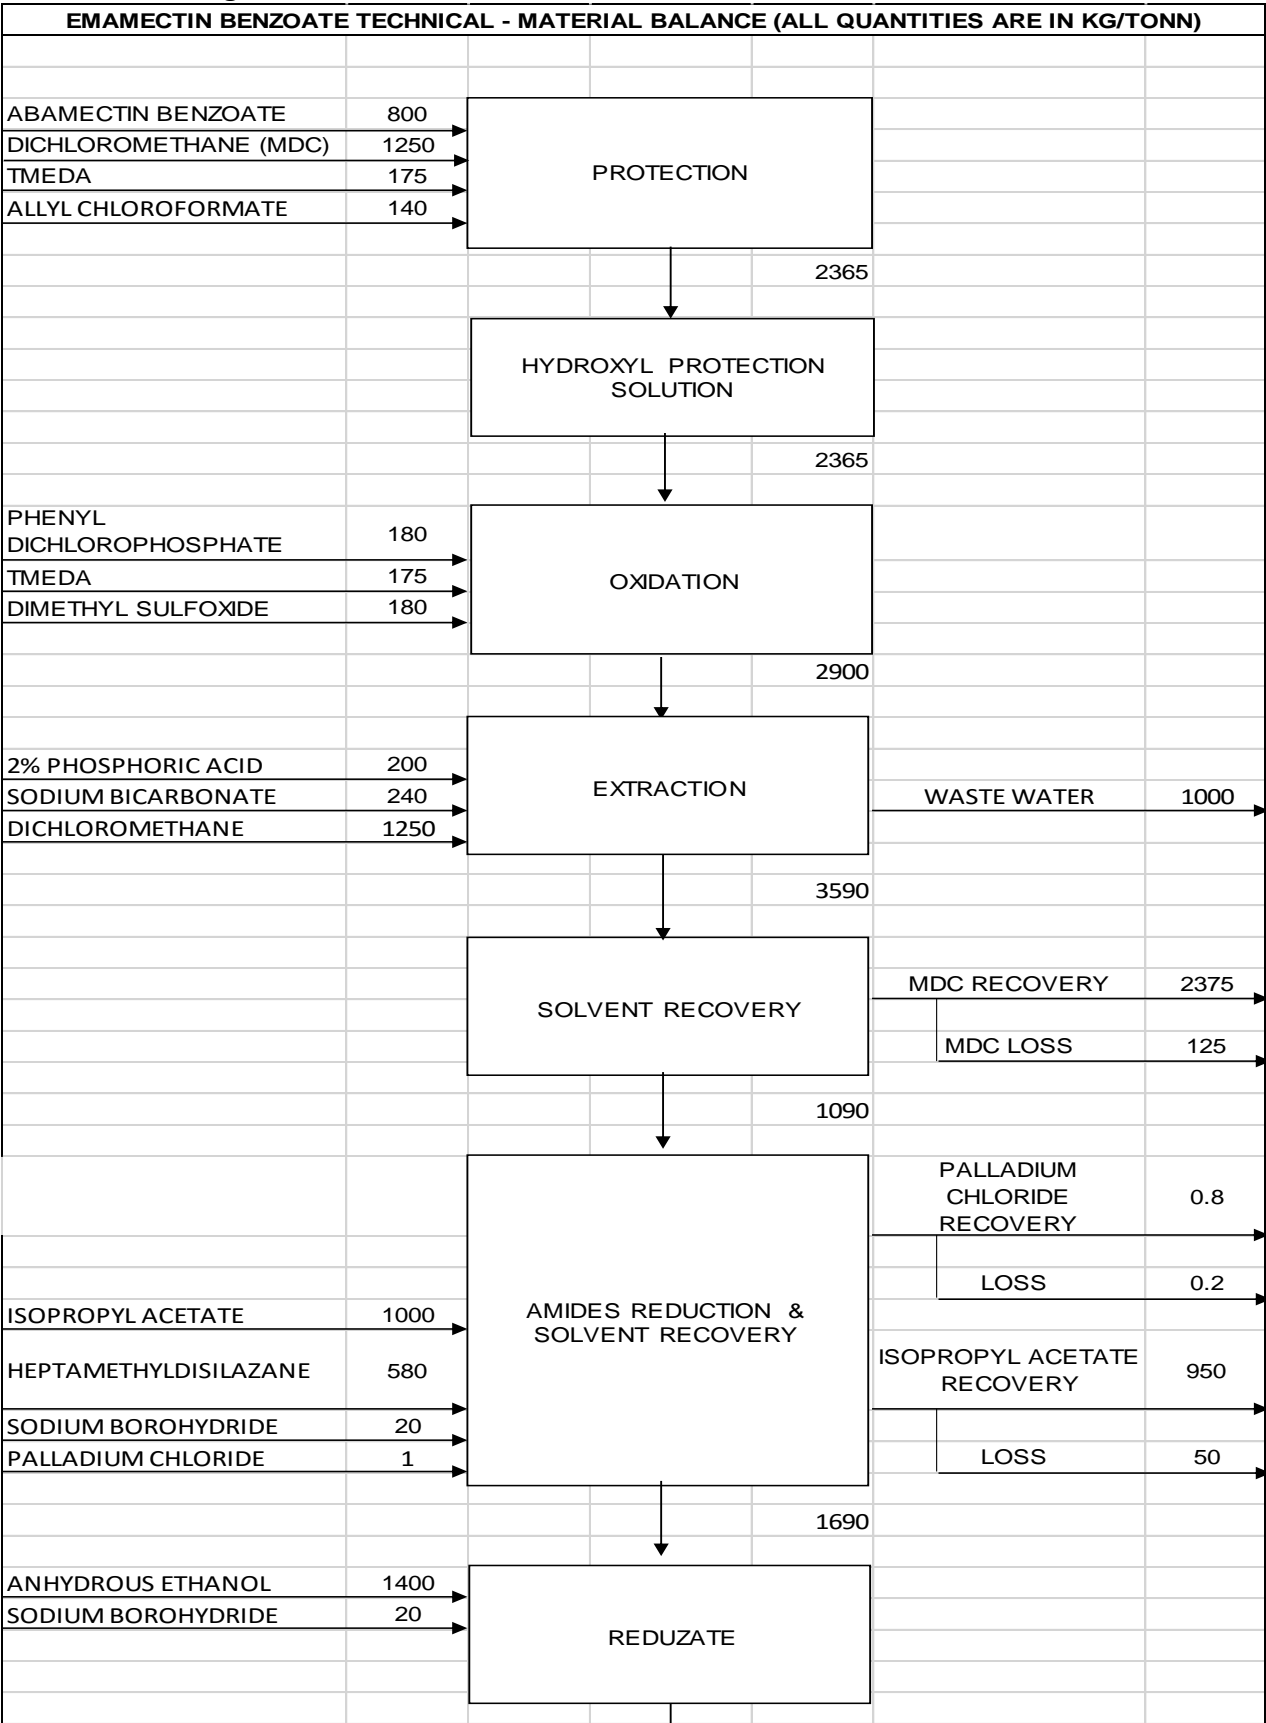 EMAMECTIN BENZOATE TECHNICAL - MATERIAL BALANCE (ALL QUANTITIES ARE IN KG/TONN)
ABAMECTIN BENZOATE 800
DICHLOROMETHANE (MDC) 1250
TMEDA 175
ALLYL CHLOROFORMATE 140
PROTECTION
2365
HYDROXYL PROTECTION
SOLUTION
2365
PHENYL
DICHLOROPHOSPHATE 180
TMEDA 175
DIMETHYL SULFOXIDE 180
OXIDATION
2900
2% PHOSPHORIC ACID 200
SODIUM BICARBONATE 240
DICHLOROMETHANE 1250
EXTRACTION
WASTE WATER 1000
3590
SOLVENT RECOVERY
MDC RECOVERY 2375
MDC LOSS 125
1090
PALLADIUM
CHLORIDE
RECOVERY 0.8
LOSS 0.2
ISOPROPYL ACETATE 1000
HEPTAMETHYLDISILAZANE 580
SODIUM BOROHYDRIDE 20
PALLADIUM CHLORIDE 1
AMIDES REDUCTION &
SOLVENT RECOVERY
ISOPROPYL ACETATE
RECOVERY 950
LOSS 50
1690
ANHYDROUS ETHANOL 1400
SODIUM BOROHYDRIDE 20
REDUZATE